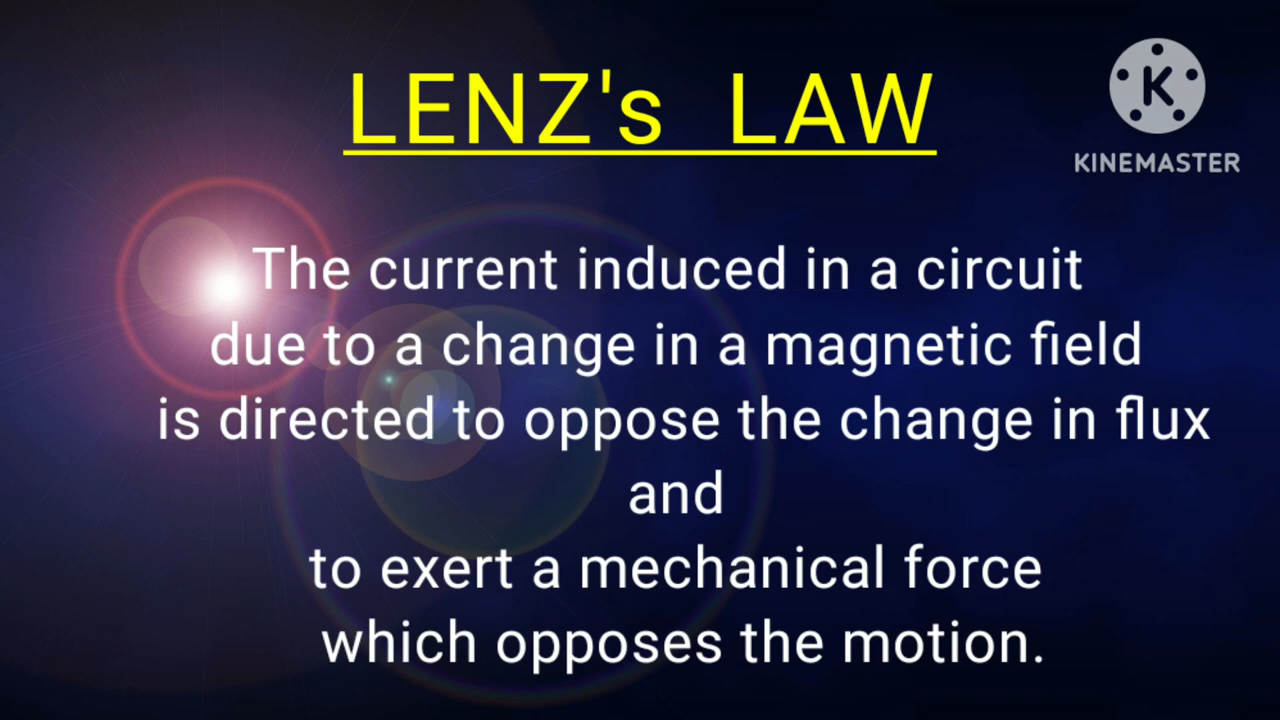 LENZ's LAW
K
KINEMASTER
The current induced in a circuit
due to a change in a magnetic field
is directed to oppose the change in flux
and
to exert a mechanical force
which opposes the motion.